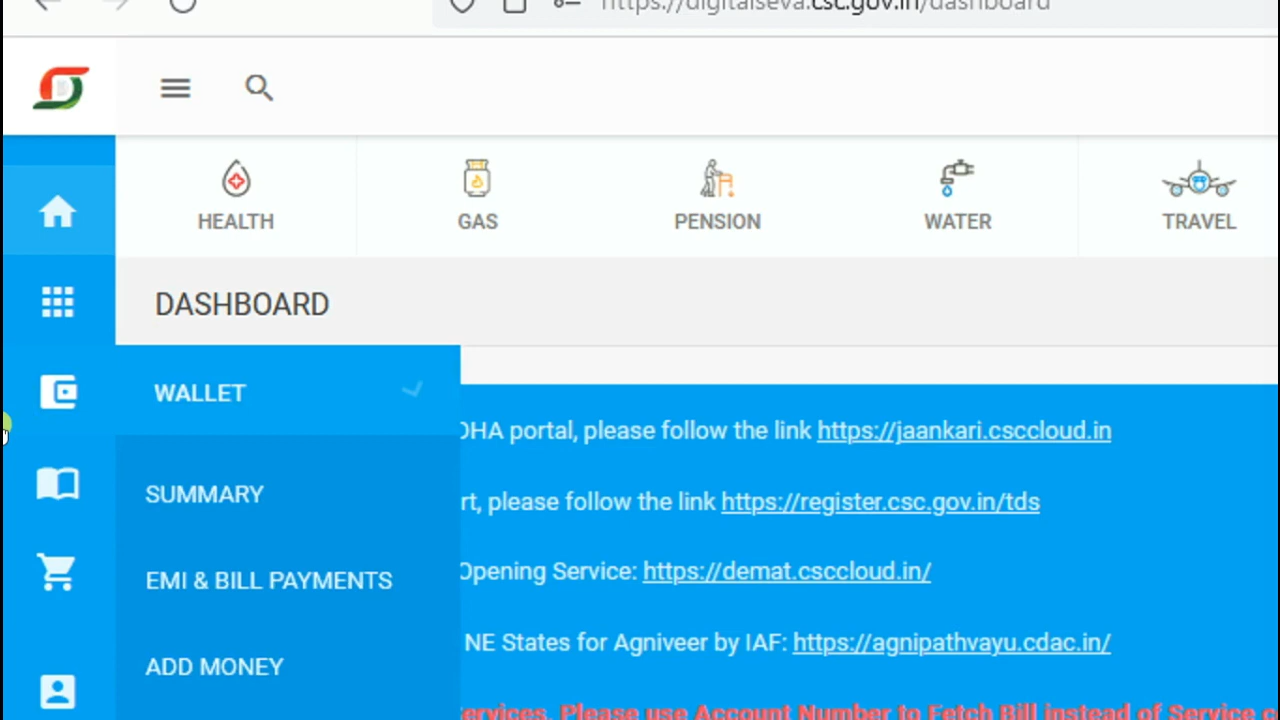 https://digitalseva.csc.gov.in/dashboard
HEALTH
GAS
PENSION
WATER
TRAVEL
DASHBOARD
WALLET
portal, please follow the link https://jaankari.csccloud.in
SUMMARY
please follow the link https://register.csc.gov.in/tds
EMI & BILL PAYMENTS
Opening Service: https://demat.csccloud.in/
NE States for Agniveer by IAF: https://agnipathvayu.cdac.in/
ADD MONEY
Please use Account Number to Fetch Bill instead of Service